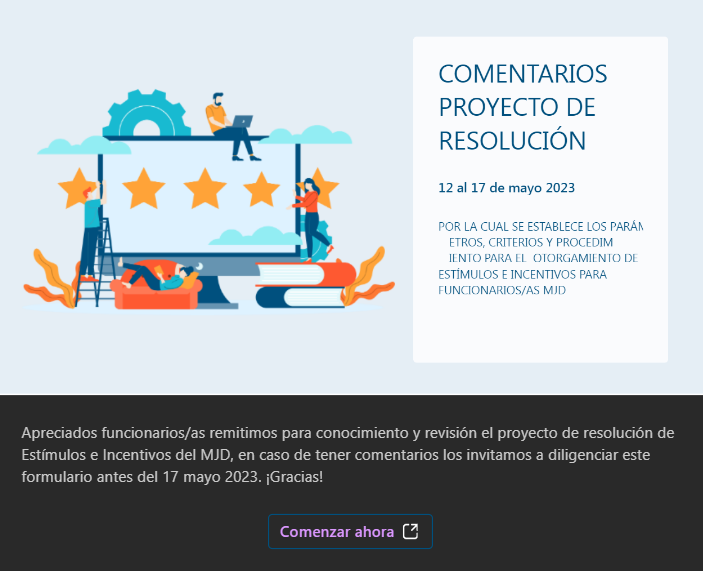 COMENTARIOS
PROYECTO DE
RESOLUCIÓN
12 al 17 de mayo 2023
POR LA CUAL SE ESTABLECE LOS PARÁM
ETROS, CRITERIOS Y PROCEDIM
IENTO PARA EL OTORGAMIENTO DE
ESTÍMULOS E INCENTIVOS PARA
FUNCIONARIOS/AS MJD
Apreciados funcionarios/as remitimos para conocimiento y revisión el proyecto de resolución de
Estímulos e Incentivos del MJD, en caso de tener comentarios los invitamos a diligenciar este
formulario antes del 17 mayo 2023. ¡Gracias!
Comenzar ahora